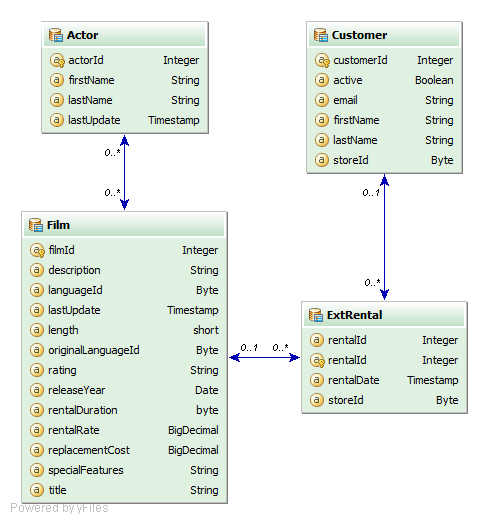 Actor
actorId Integer
firstName String
lastName String
lastUpdate Timestamp
Customer
customerId Integer
active Boolean
email String
firstName String
lastName String
storeId Byte
0..*
0..*
0..1
0..*
Film
filmId Integer
description String
languageId Byte
lastUpdate Timestamp
length short
originalLanguageId Byte
rating String
releaseYear Date
rentalDuration byte
rentalRate BigDecimal
replacementCost BigDecimal
specialFeatures String
title String
0..1 0..*
ExtRental
rentalId Integer
rentalId Integer
rentalDate Timestamp
storeId Byte
Powered by yFiles